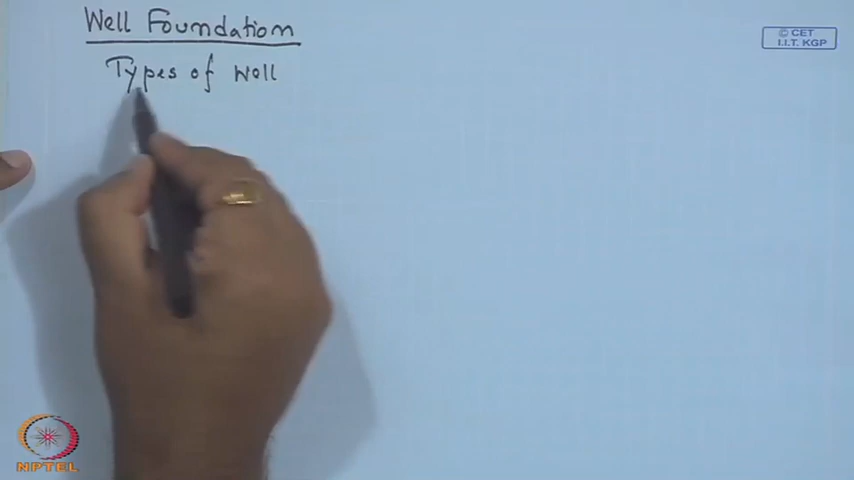 Well Foundation
© CET
I.I.T. KGP
Types of Well
NPTEL